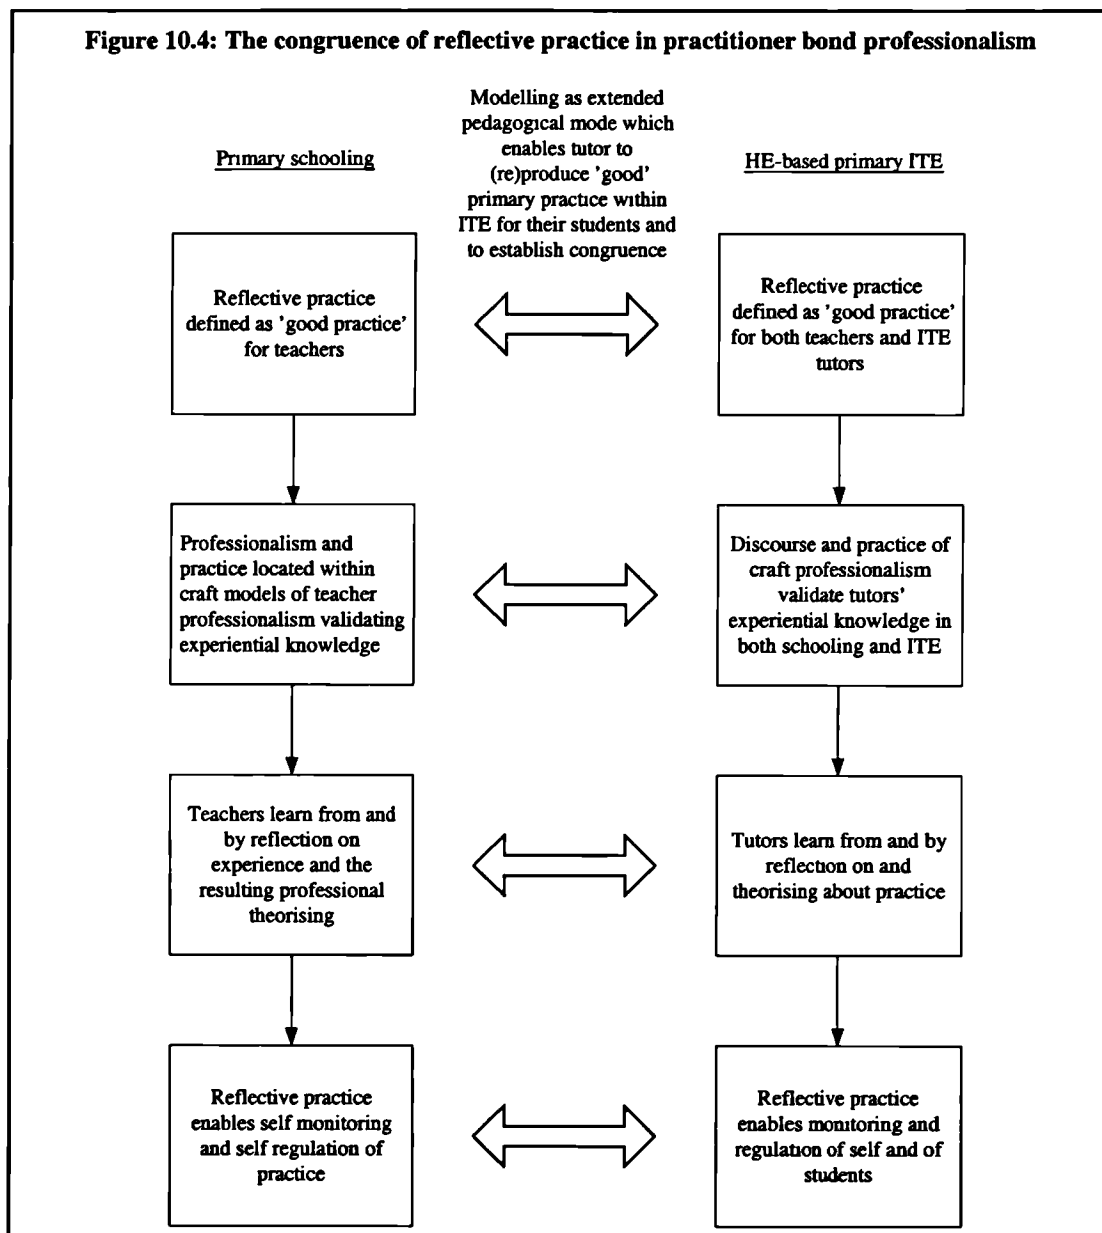 Figure 10.4: The congruence of reflective practice in practitioner bond professionalism
Modelling as extended
pedagogical mode which
enables tutor to
(re)produce 'good'
primary practice within
ITE for their students and
to establish congruence
Primary schooling
HE-based primary ITE
Reflective practice
defined as 'good practice'
for teachers
Reflective practice
defined as 'good practice'
for both teachers and ITE
tutors
Professionalism and
practice located within
craft models of teacher
professionalism validating
experiential knowledge
Discourse and practice of
craft professionalism
validate tutors'
experiential knowledge in
both schooling and ITE
Teachers learn from and
by reflection on
experience and the
resulting professional
theorising
Tutors learn from and by
reflection on and
theorising about practice
Reflective practice
enables self monitoring
and self regulation of
practice
Reflective practice
enables monitoring and
regulation of self and of
students